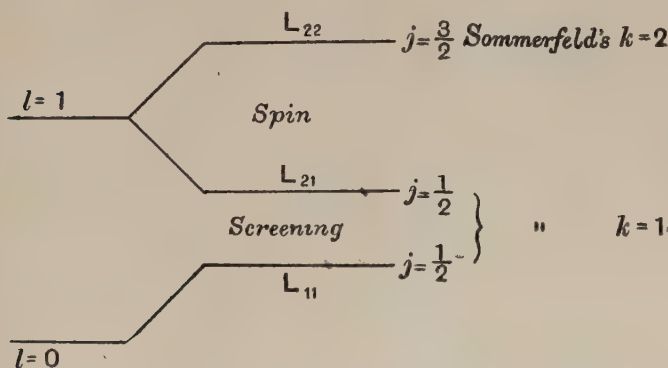 L₂₂
j=3/2 Sommerfeld's k=2
l=1
Spin
L₂₁
j=1/2
Screening
" k=1.
j=1/2
L₁₁
l=0